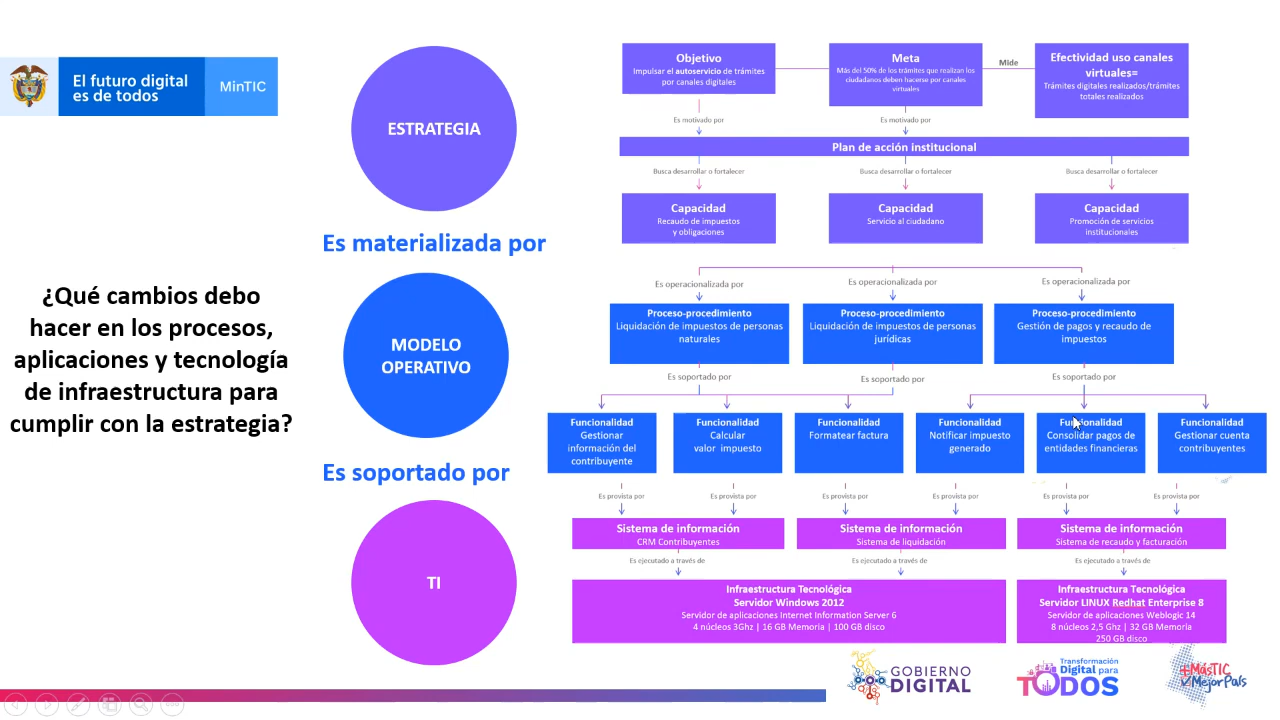 El futuro digital
es de todos
MinTIC
¿Qué cambios debo
hacer en los procesos,
aplicaciones y tecnología
de infraestructura para
cumplir con la estrategia?
ESTRATEGIA
Es materializada por
MODELO
OPERATIVO
Es soportado por
TI
Objetivo
Impulsar el autoservicio de trámites
por canales digitales
Meta
Más del 50% de los trámites que realizan los
ciudadanos deben hacerse por canales
virtuales
Mide
Efectividad uso canales
virtuales=
Trámites digitales realizados/trámites
totales realizados
Es motivado por
Es motivado por
Plan de acción institucional
Busca desarrollar o fortalecer
Busca desarrollar o fortalecer
Busca desarrollar o fortalecer
Capacidad
Recaudo de impuestos
y obligaciones
Capacidad
Servicio al ciudadano
Capacidad
Promoción de servicios
institucionales
Es operacionalizada por
Es operacionalizada por
Es operacionalizada por
Proceso-procedimiento
Liquidación de impuestos de personas
naturales
Proceso-procedimiento
Liquidación de impuestos de personas
jurídicas
Proceso-procedimiento
Gestión de pagos y recaudo de
impuestos
Es soportado por
Es soportado por
Es soportado por
Funcionalidad
Gestionar
información del
contribuyente
Funcionalidad
Calcular
valor impuesto
Funcionalidad
Formatear factura
Funcionalidad
Notificar impuesto
generado
Funcionalidad
Consolidar pagos de
entidades financieras
Funcionalidad
Gestionar cuenta
contribuyentes
Es provista por
Es provista por
Es provista por
Es provista por
Es provista por
Es provista por
Sistema de información
CRM Contribuyentes
Sistema de información
Sistema de liquidación
Sistema de información
Sistema de recaudo y facturación
Es ejecutado a través de
Es ejecutado a través de
Es ejecutado a través de
Infraestructura Tecnológica
Servidor Windows 2012
Servidor de aplicaciones Internet Information Server 6
4 núcleos 3Ghz | 16 GB Memoria | 100 GB disco
Infraestructura Tecnológica
Servidor LINUX Redhat Enterprise 8
Servidor de aplicaciones Weblogic 14
8 núcleos 2,5 Ghz | 32 GB Memoria
250 GB disco
GOBIERNO
DIGITAL
Transformación
Digital para
TODOS
+MásTIC
✓MejorPaís